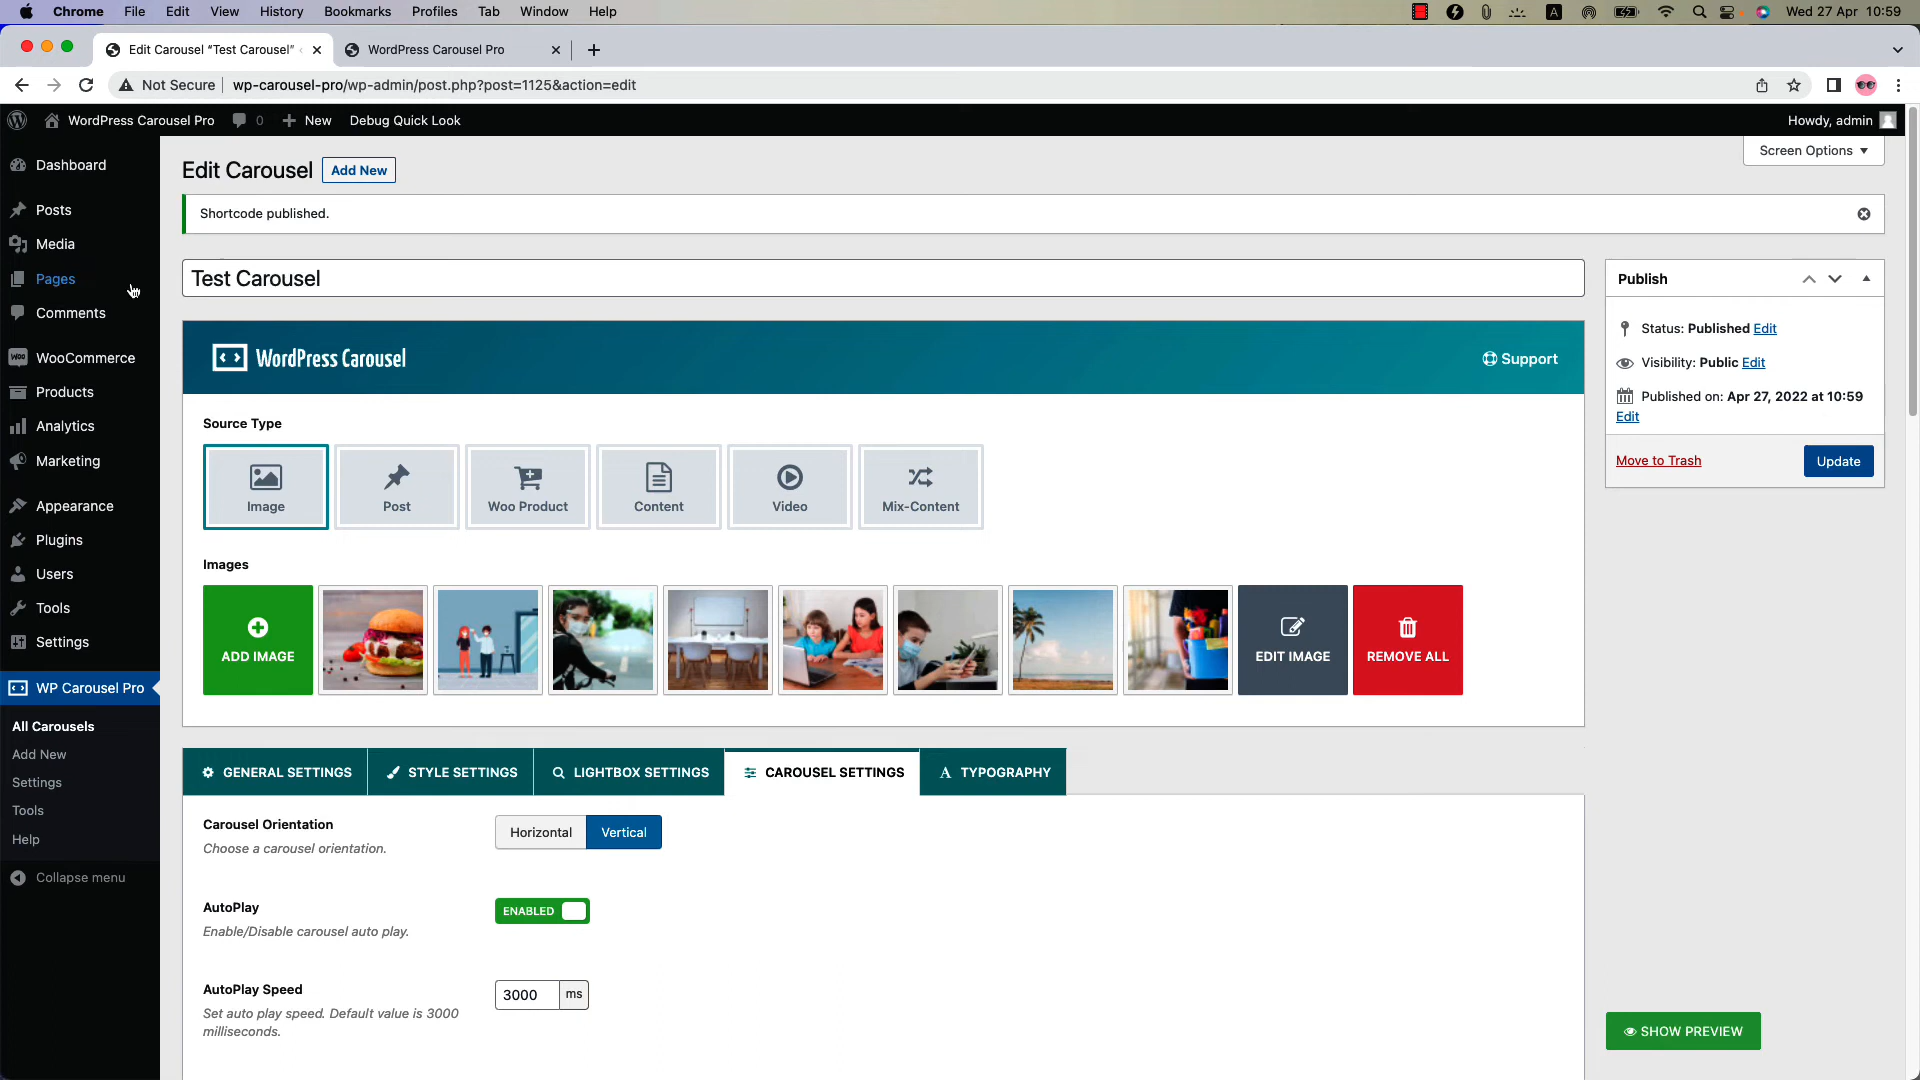 Chrome File Edit View History Bookmarks Profiles Tab Window Help A Wed 27 Apr 10:59
Edit Carousel “Test Carousel” WordPress Carousel Pro
Not Secure wp-carousel-pro/wp-admin/post.php?post=1125&action=edit
WordPress Carousel Pro 0 New Debug Quick Look Howdy, admin
Screen Options
Dashboard
Posts
Media
Pages
Comments
Woo WooCommerce
Products
Analytics
Marketing
Appearance
Plugins
Users
Tools
Settings
WP Carousel Pro
All Carousels
Add New
Settings
Tools
Help
Collapse menu
Edit Carousel Add New
Shortcode published.
Test Carousel
WordPress Carousel Support
Source Type
Image Post Woo Product Content Video Mix-Content
Images
ADD IMAGE EDIT IMAGE REMOVE ALL
GENERAL SETTINGS STYLE SETTINGS LIGHTBOX SETTINGS CAROUSEL SETTINGS A TYPOGRAPHY
Carousel Orientation Horizontal Vertical
Choose a carousel orientation.
AutoPlay ENABLED
Enable/Disable carousel auto play.
AutoPlay Speed 3000 ms
Set auto play speed. Default value is 3000
milliseconds.
Publish
Status: Published Edit
Visibility: Public Edit
Published on: Apr 27, 2022 at 10:59
Edit
Move to Trash Update
SHOW PREVIEW